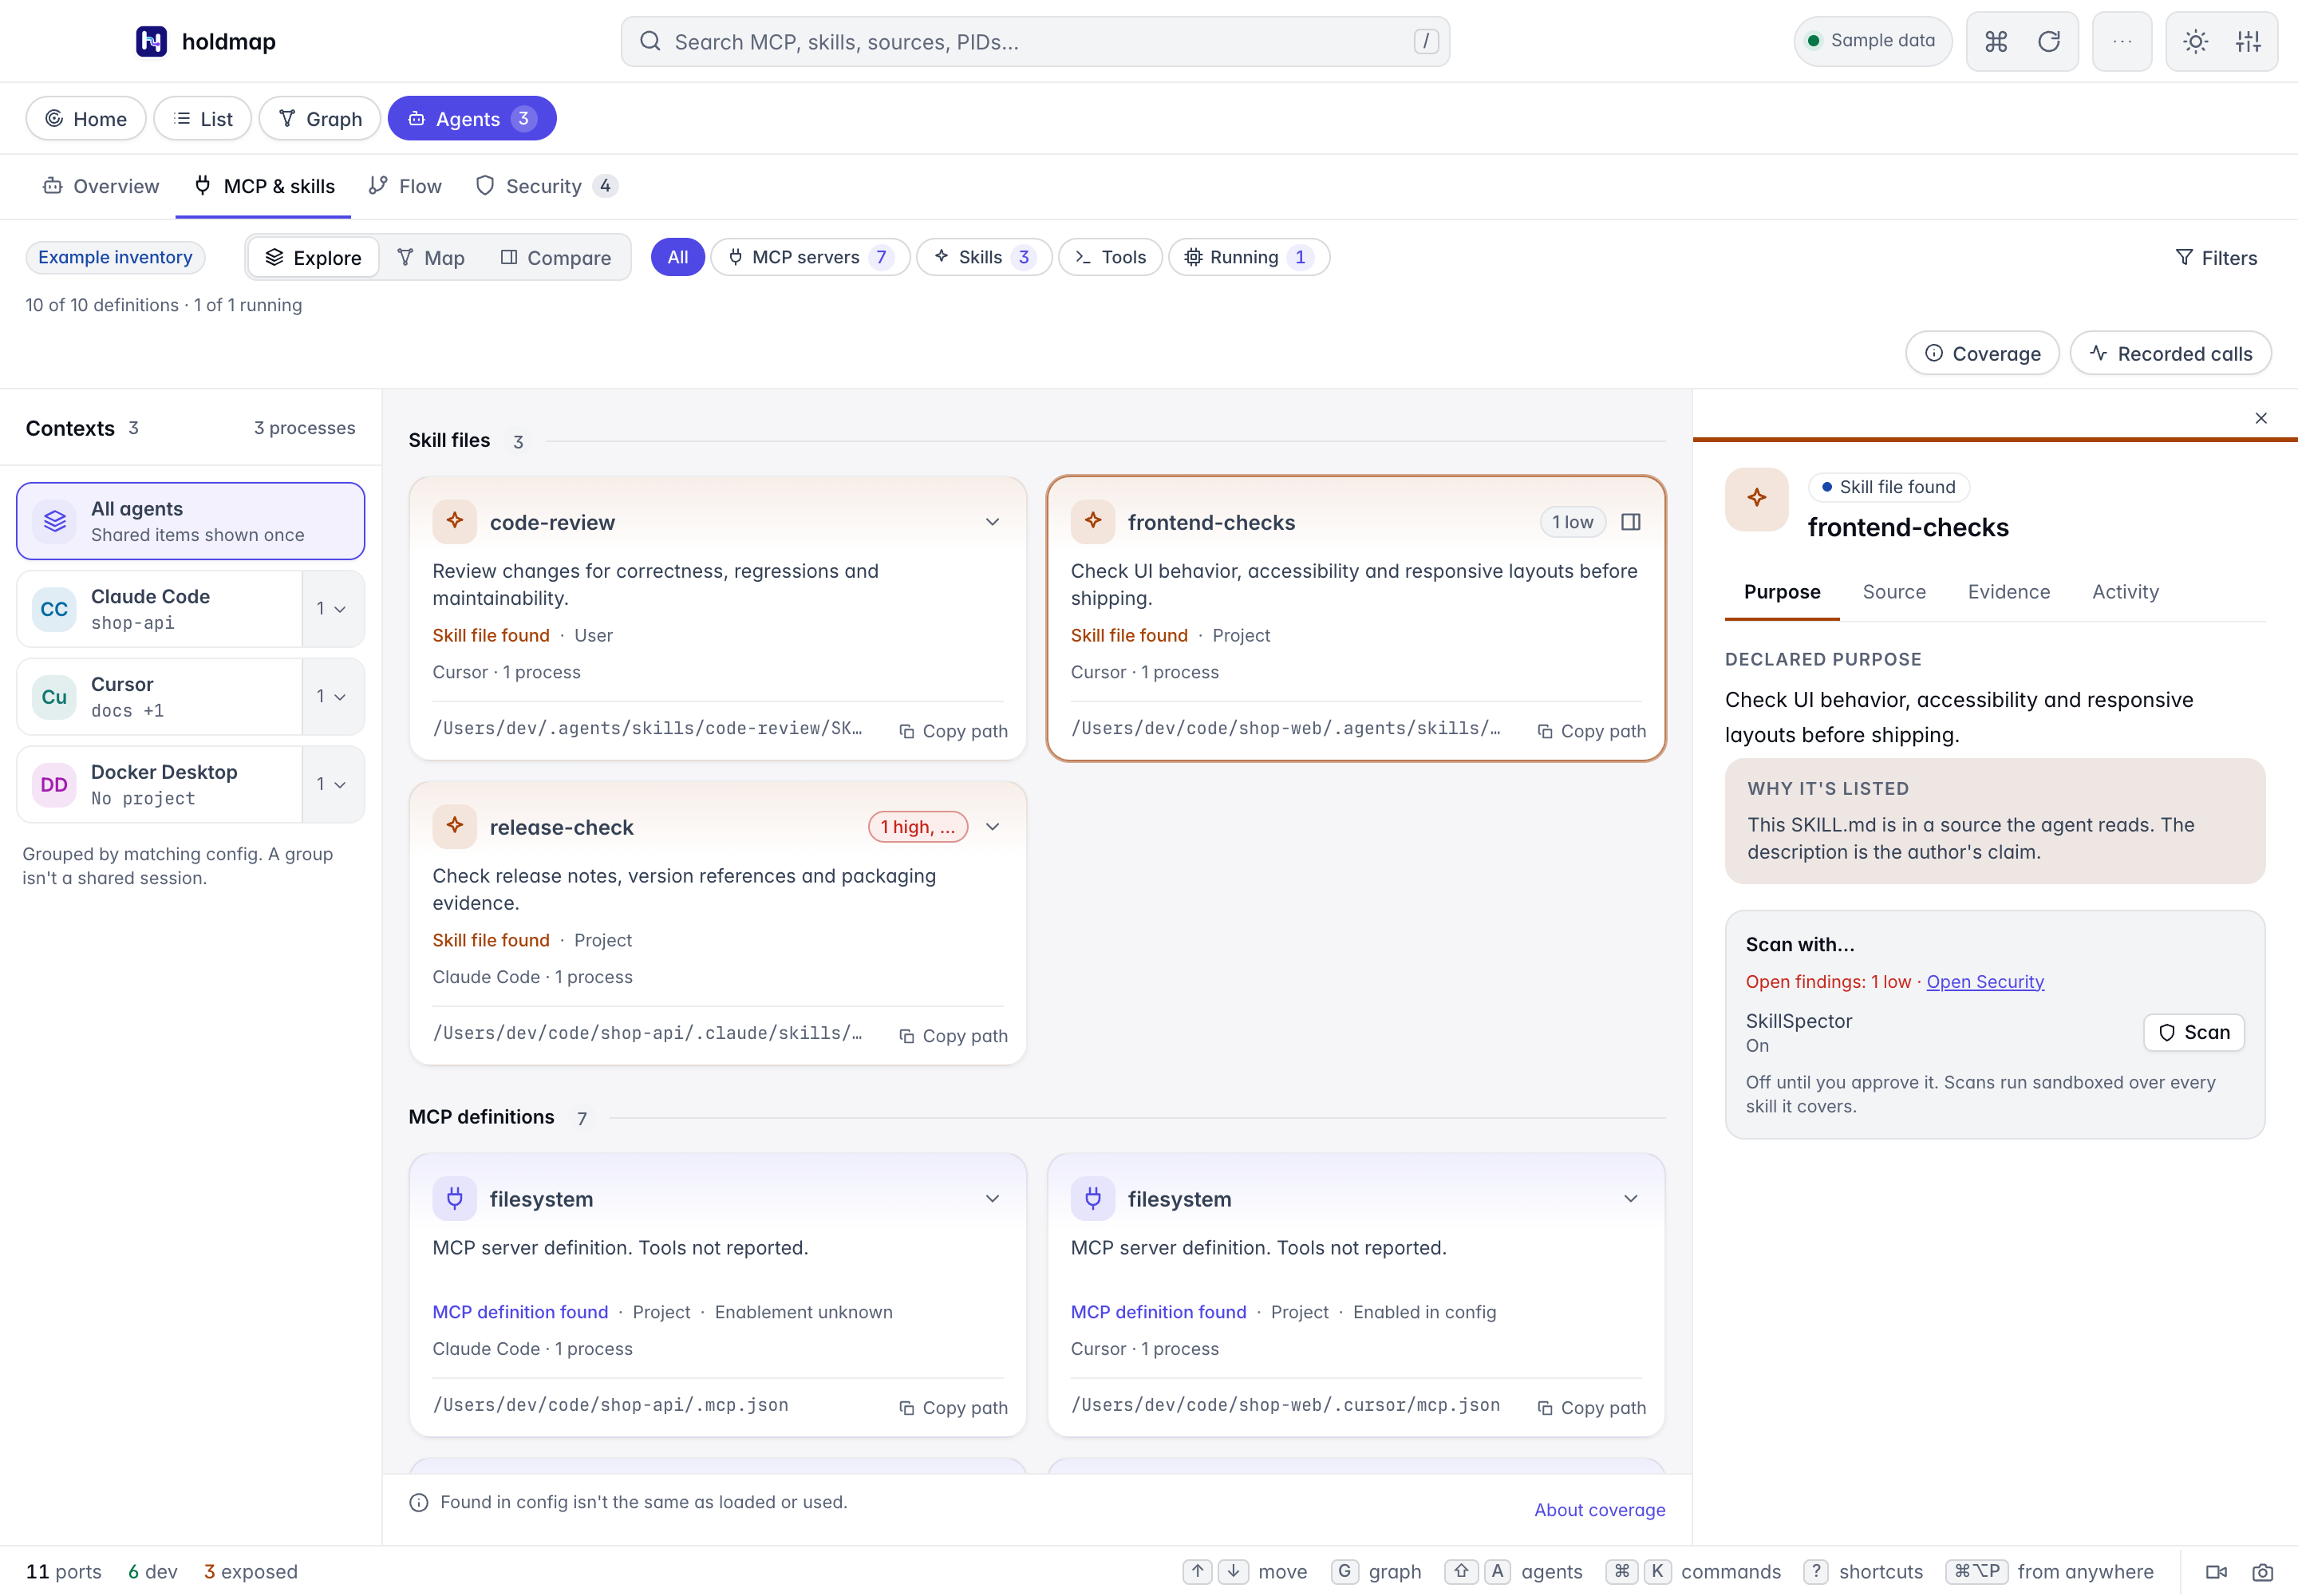 holdmap
Search MCP, skills, sources, PIDs...
/
Sample data
Home
List
Graph
Agents 3
Overview
MCP & skills
Flow
Security 4
Example inventory
Explore
Map
Compare
All
MCP servers 7
Skills 3
Tools
Running 1
Filters
10 of 10 definitions · 1 of 1 running
Coverage
Recorded calls
Contexts 3
3 processes
All agents
Shared items shown once
CC
Claude Code
shop-api
1
Cu
Cursor
docs +1
1
DD
Docker Desktop
No project
1
Grouped by matching config. A group
isn't a shared session.
Skill files 3
code-review
Review changes for correctness, regressions and
maintainability.
Skill file found · User
Cursor · 1 process
/Users/dev/.agents/skills/code-review/SK…
Copy path
frontend-checks
1 low
Check UI behavior, accessibility and responsive layouts before
shipping.
Skill file found · Project
Cursor · 1 process
/Users/dev/code/shop-web/.agents/skills/…
Copy path
release-check
1 high, ...
Check release notes, version references and packaging
evidence.
Skill file found · Project
Claude Code · 1 process
/Users/dev/code/shop-api/.claude/skills/…
Copy path
MCP definitions 7
filesystem
MCP server definition. Tools not reported.
MCP definition found · Project · Enablement unknown
Claude Code · 1 process
/Users/dev/code/shop-api/.mcp.json
Copy path
filesystem
MCP server definition. Tools not reported.
MCP definition found · Project · Enabled in config
Cursor · 1 process
/Users/dev/code/shop-web/.cursor/mcp.json
Copy path
Found in config isn't the same as loaded or used.
About coverage
Skill file found
frontend-checks
Purpose
Source
Evidence
Activity
DECLARED PURPOSE
Check UI behavior, accessibility and responsive
layouts before shipping.
WHY IT'S LISTED
This SKILL.md is in a source the agent reads. The
description is the author's claim.
Scan with...
Open findings: 1 low · Open Security
SkillSpector
On
Scan
Off until you approve it. Scans run sandboxed over every
skill it covers.
11 ports
6 dev
3 exposed
↑ ↓ move
G graph
⇧ A agents
⌘ K commands
? shortcuts
⌘⌥P from anywhere